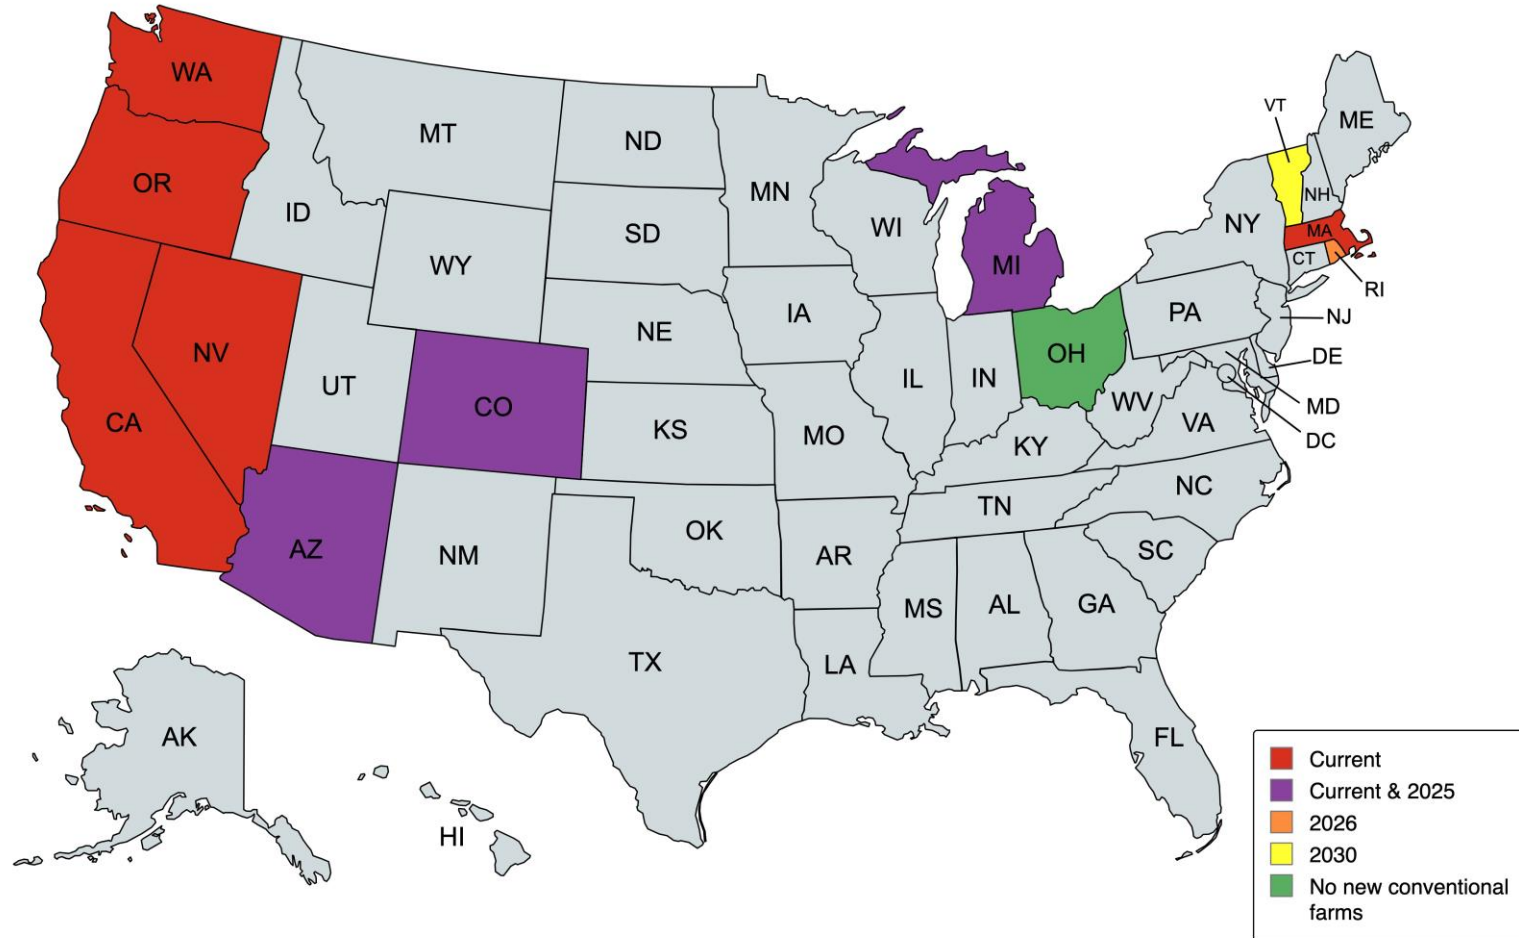 WA
MT
ND
MN
VT
ME
OR
ID
SD
WI
NY
NH
MA
CT
RI
WY
MI
NV
UT
CO
NE
IA
IL
IN
OH
PA
NJ
DE
MD
DC
CA
KS
MO
KY
WV
VA
AZ
NM
OK
AR
TN
NC
SC
TX
LA
MS
AL
GA
FL
AK
HI
Current
Current & 2025
2026
2030
No new conventional
farms